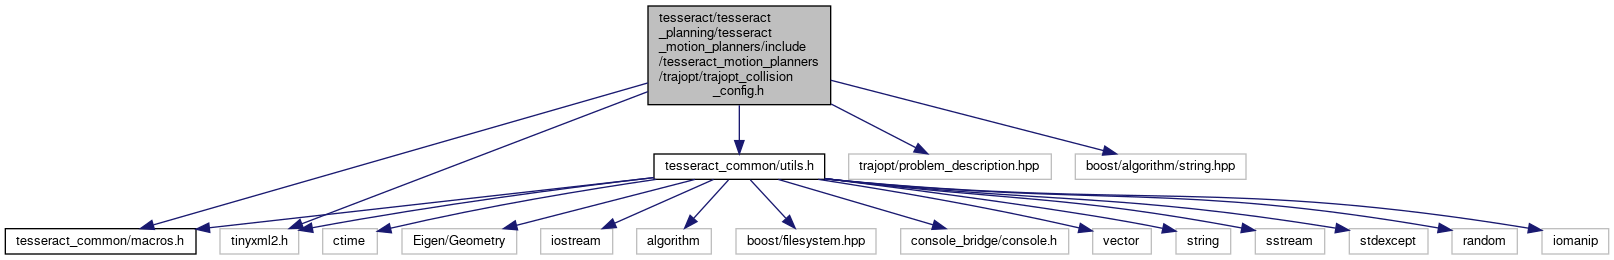 tesseract/tesseract
_planning/tesseract
_motion_planners/include
/tesseract_motion_planners
/trajopt/trajopt_collision
_config.h
tesseract_common/utils.h
trajopt/problem_description.hpp
boost/algorithm/string.hpp
tesseract_common/macros.h
tinyxml2.h
ctime
Eigen/Geometry
iostream
algorithm
boost/filesystem.hpp
console_bridge/console.h
vector
string
sstream
stdexcept
random
iomanip